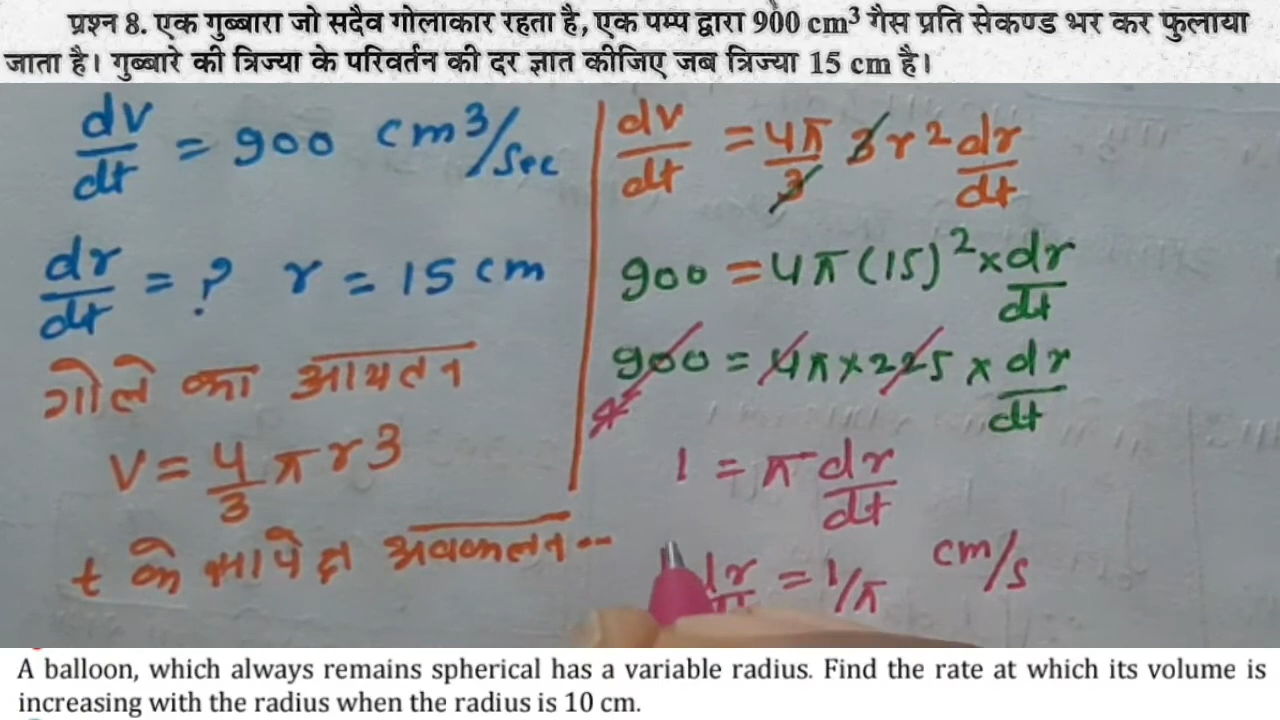 प्रश्न 8. एक गुब्बारा जो सदैव गोलाकार रहता है, एक पम्प द्वारा 900 cm³ गैस प्रति सेकण्ड भर कर फुलाया
जाता है। गुब्बारे की त्रिज्या के परिवर्तन की दर ज्ञात कीजिए जब त्रिज्या 15 cm है।
dv/dt = 900 cm3/sec
dr/dt = ? r = 15 cm
गोले का आयतन
V = 4/3 π r3
t के सापेक्ष अवकलन --
dv/dt = 4π/3 3r2 dr/dt
900 = 4π(15)2 × dr/dt
900 = 4π × 225 × dr/dt
1 = π dr/dt
dr/dt = 1/π cm/s
A balloon, which always remains spherical has a variable radius. Find the rate at which its volume is
increasing with the radius when the radius is 10 cm.